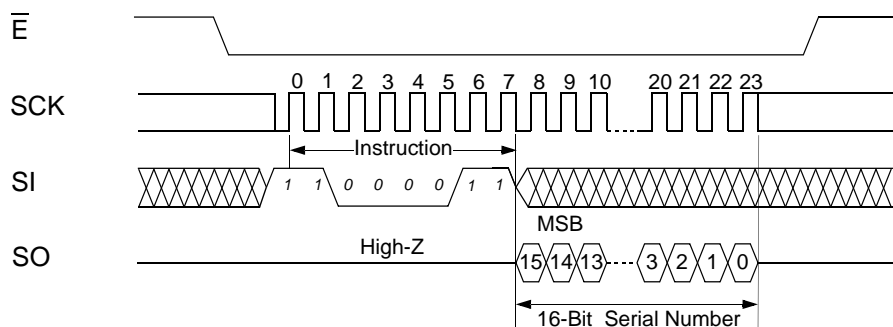 E
0 1 2 3 4 5 6 7 8 9 10 20 21 22 23
SCK
Instruction
SI
1 1 0 0 0 0 1 1
MSB
High-Z
SO
15 14 13 3 2 1 0
16-Bit Serial Number